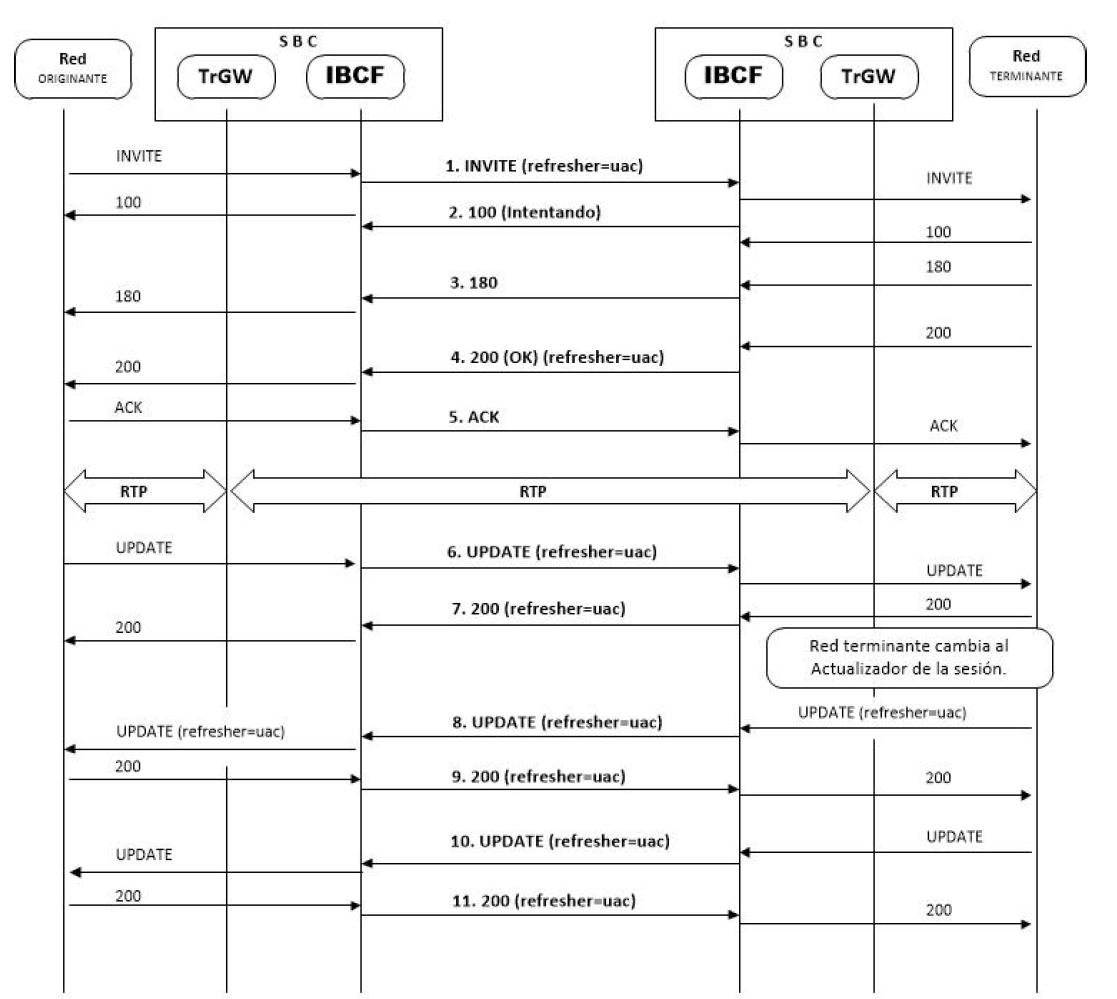 S B C
S B C
Red
ORIGINANTE
TrGW
IBCF
IBCF
TrGW
Red
TERMINANTE
INVITE
1. INVITE (refresher=uac)
INVITE
100
2. 100 (Intentando)
100
180
3. 180
180
200
4. 200 (OK) (refresher=uac)
200
ACK
5. ACK
ACK
RTP
RTP
RTP
UPDATE
6. UPDATE (refresher=uac)
UPDATE
200
7. 200 (refresher=uac)
200
Red terminante cambia al
Actualizador de la sesión.
UPDATE (refresher=uac)
8. UPDATE (refresher=uac)
UPDATE (refresher=uac)
200
9. 200 (refresher=uac)
200
UPDATE
10. UPDATE (refresher=uac)
UPDATE
200
11. 200 (refresher=uac)
200